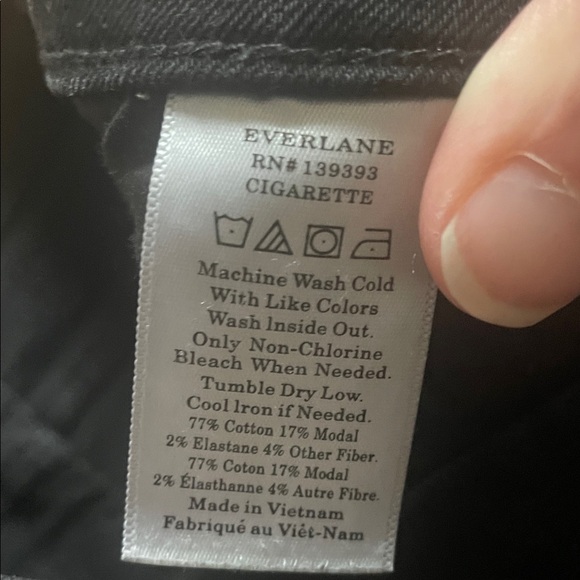 EVERLANE
RN# 139393
CIGARETTE
Machine Wash Cold
With Like Colors
Wash Inside Out.
Only Non-Chlorine
Bleach When Needed.
Tumble Dry Low.
Cool Iron if Needed.
77% Cotton 17% Modal
2% Elastane 4% Other Fiber.
77% Coton 17% Modal
2% Élasthanne 4% Autre Fibre.
Made in Vietnam
Fabriqué au Viêt-Nam